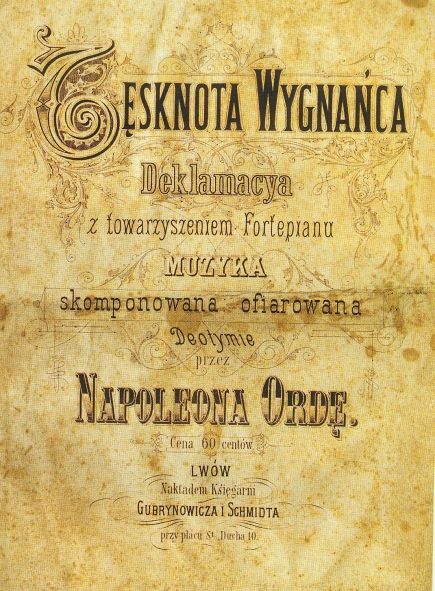 TĘSKNOTA WYGNAŃCA
Deklamacya
z towarzyszeniem Fortepianu
MUZYKA
skomponowana i ofiarowana
Deotymie
przez
NAPOLEONA ORDĘ.
Cena 60 centów
LWÓW
Nakładem Księgarni
GUBRYNOWICZA I SCHMIDTA
przy placu St. Ducha 10.